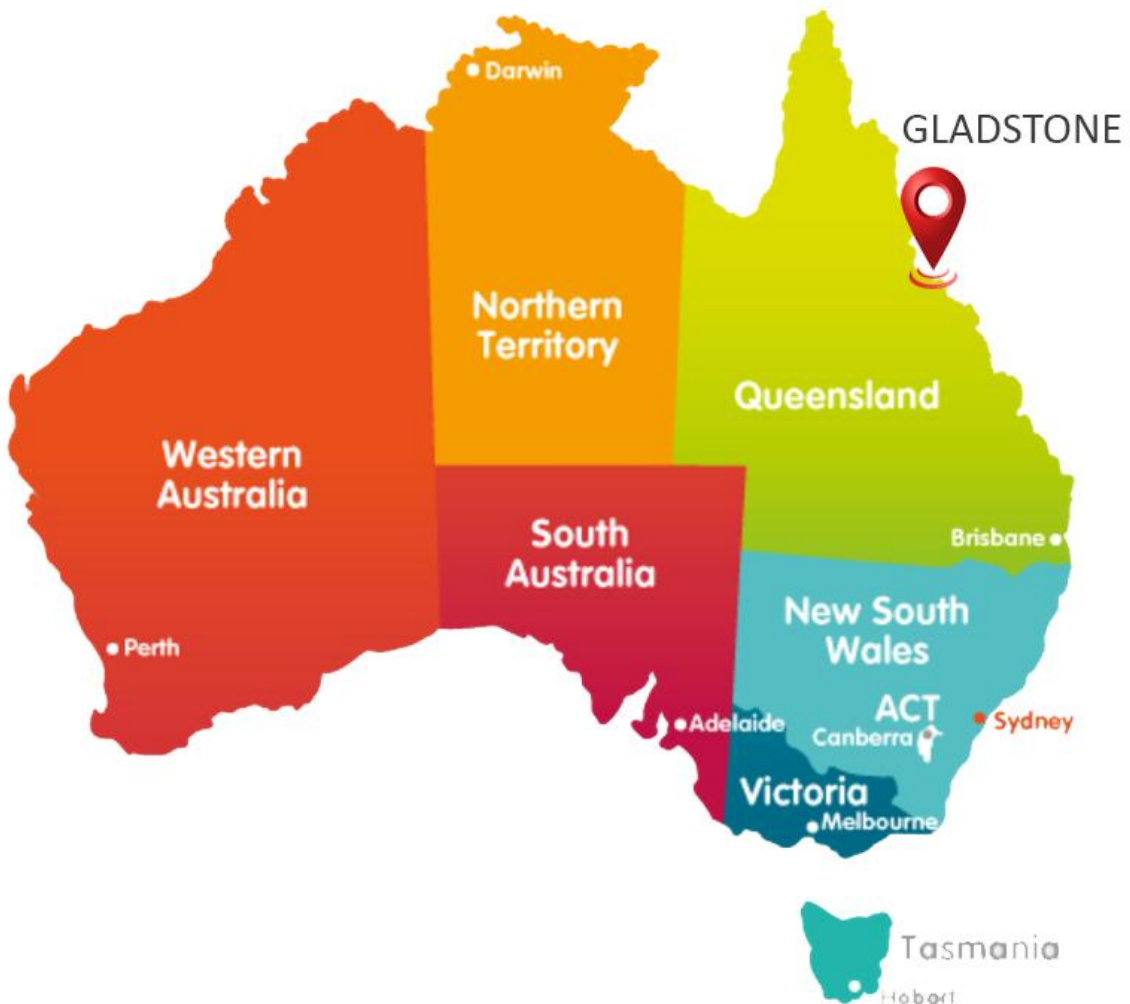 Darwin
GLADSTONE
Northern
Territory
Queensland
Western
Australia
South
Australia
Brisbane
New South
Wales
Perth
ACT
Adelaide
Canberra
Sydney
Victoria
Melbourne
Tasmania
Hobart